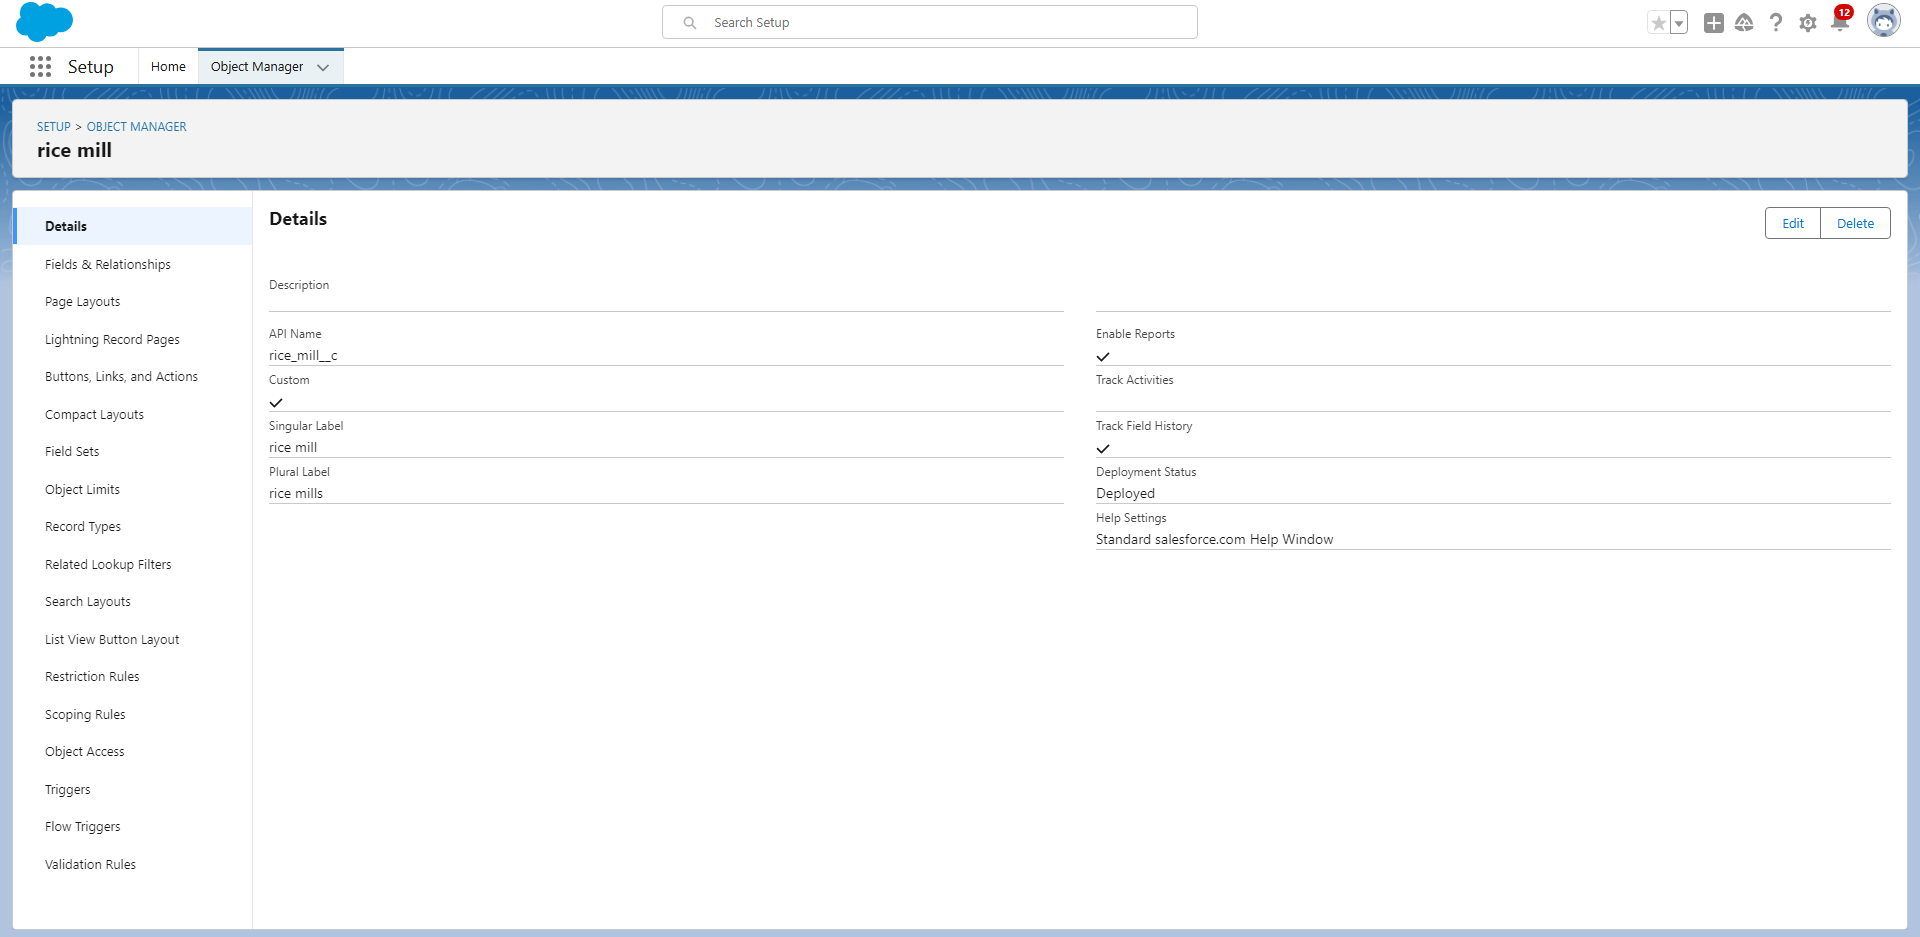 Search Setup
12
Setup
Home
Object Manager
SETUP > OBJECT MANAGER
rice mill
Details
Fields & Relationships
Page Layouts
Lightning Record Pages
Buttons, Links, and Actions
Compact Layouts
Field Sets
Object Limits
Record Types
Related Lookup Filters
Search Layouts
List View Button Layout
Restriction Rules
Scoping Rules
Object Access
Triggers
Flow Triggers
Validation Rules
Details
Edit
Delete
Description
API Name
rice_mill__c
Custom
Singular Label
rice mill
Plural Label
rice mills
Enable Reports
Track Activities
Track Field History
Deployment Status
Deployed
Help Settings
Standard salesforce.com Help Window